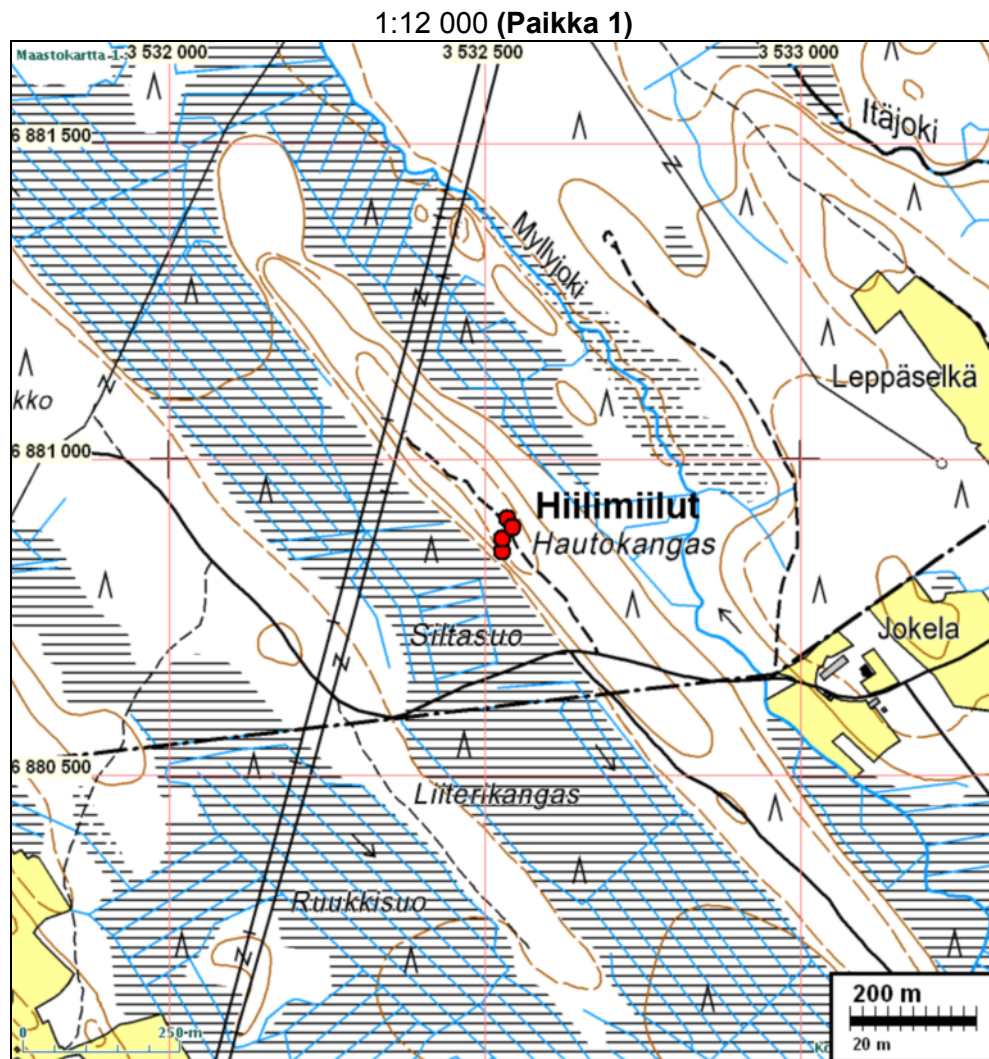 1:12 000 (Paikka 1)
Maastokartta 1-
3 532 000
3 532 500
3 533 000
Itäjoki
6 881 500
Myllyjoki
Leppäselkä
kko
6 881 000
Hiilimiilut
Hautokangas
Siltasuo
Jokela
6 880 500
Liiterikangas
Ruukkisuo
200 m
20 m
0 250 m